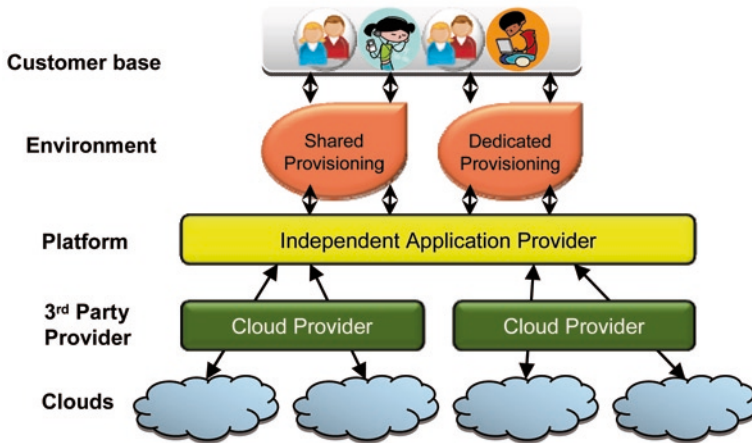 Customer base
Environment
Shared
Provisioning
Dedicated
Provisioning
Platform
Independent Application Provider
3rd Party
Provider
Cloud Provider
Cloud Provider
Clouds